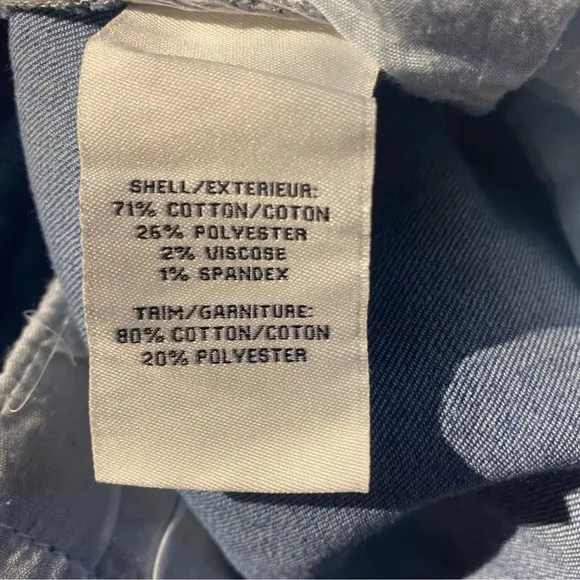 SHELL/EXTERIEUR:
71% COTTON/COTON
26% POLYESTER
2% VISCOSE
1% SPANDEX
TRIM/GARNITURE:
80% COTTON/COTON
20% POLYESTER